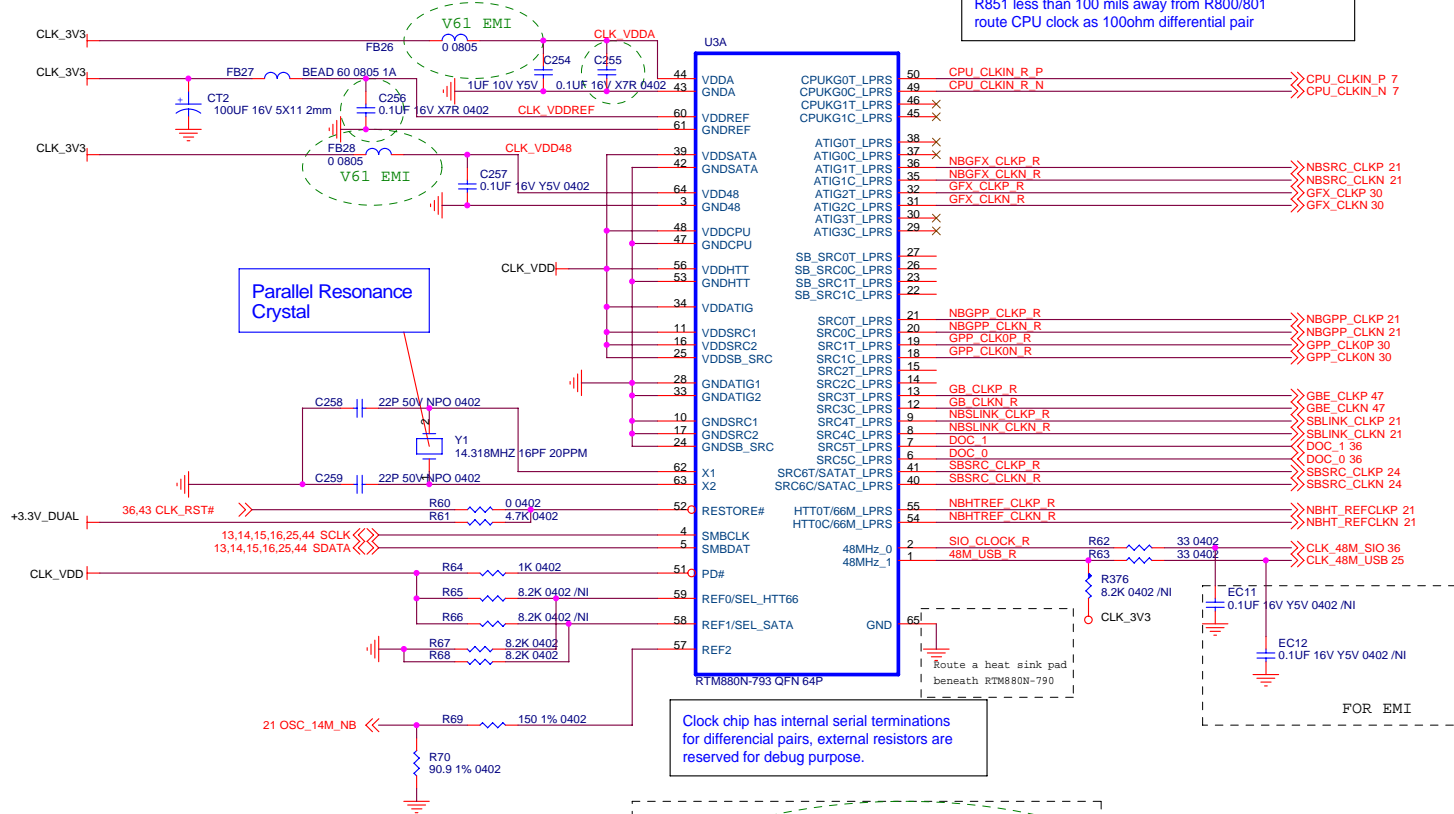 R851 less than 100 mils away from R800/801
route CPU clock as 100ohm differential pair
V61 EMI
CLK_3V3
FB26
0 0805
CLK_VDDA
U3A
CLK_3V3
FB27
BEAD 60 0805 1A
C254
1UF 10V Y5V
C255
0.1UF 16V X7R 0402
CT2
100UF 16V 5X11 2mm
C256
0.1UF 16V X7R 0402
CLK_VDDREF
CLK_3V3
FB28
0 0805
CLK_VDD48
V61 EMI
C257
0.1UF 16V Y5V 0402
CLK_VDD
Parallel Resonance
Crystal
C258
22P 50V NPO 0402
2
Y1
14.318MHZ 16PF 20PPM
1
C259
22P 50V NPO 0402
36,43 CLK_RST#
R60
0 0402
+3.3V_DUAL
R61
4.7K 0402
13,14,15,16,25,44 SCLK
13,14,15,16,25,44 SDATA
CLK_VDD
R64
1K 0402
R65
8.2K 0402 /NI
R66
8.2K 0402 /NI
R67
8.2K 0402
R68
8.2K 0402
21 OSC_14M_NB
R69
150 1% 0402
R70
90.9 1% 0402
44 VDDA
43 GNDA
60 VDDREF
61 GNDREF
39 VDDSATA
42 GNDSATA
64 VDD48
3 GND48
48 VDDCPU
47 GNDCPU
56 VDDHTT
53 GNDHTT
34 VDDATIG
11 VDDSRC1
16 VDDSRC2
25 VDDSB_SRC
28 GNDATIG1
33 GNDATIG2
10 GNDSRC1
17 GNDSRC2
24 GNDSB_SRC
62 X1
63 X2
52 RESTORE#
4 SMBCLK
5 SMBDAT
51 PD#
59 REF0/SEL_HTT66
58 REF1/SEL_SATA
57 REF2
RTM880N-793 QFN 64P
CPUKG0T_LPRS 50 CPU_CLKIN_R_P CPU_CLKIN_P 7
CPUKG0C_LPRS 49 CPU_CLKIN_R_N CPU_CLKIN_N 7
CPUKG1T_LPRS 46
CPUKG1C_LPRS 45
ATIG0T_LPRS 38
ATIG0C_LPRS 37
ATIG1T_LPRS 36 NBGFX_CLKP_R NBSRC_CLKP 21
ATIG1C_LPRS 35 NBGFX_CLKN_R NBSRC_CLKN 21
ATIG2T_LPRS 32 GFX_CLKP_R GFX_CLKP 30
ATIG2C_LPRS 31 GFX_CLKN_R GFX_CLKN 30
ATIG3T_LPRS 30
ATIG3C_LPRS 29
SB_SRC0T_LPRS 27
SB_SRC0C_LPRS 26
SB_SRC1T_LPRS 23
SB_SRC1C_LPRS 22
SRC0T_LPRS 21 NBGPP_CLKP_R NBGPP_CLKP 21
SRC0C_LPRS 20 NBGPP_CLKN_R NBGPP_CLKN 21
SRC1T_LPRS 19 GPP_CLK0P_R GPP_CLK0P 30
SRC1C_LPRS 18 GPP_CLK0N_R GPP_CLK0N 30
SRC2T_LPRS 15
SRC2C_LPRS 14
SRC3T_LPRS 13 GB_CLKP_R GBE_CLKP 47
SRC3C_LPRS 12 GB_CLKN_R GBE_CLKN 47
SRC4T_LPRS 9 NBSLINK_CLKP_R SBLINK_CLKP 21
SRC4C_LPRS 8 NBSLINK_CLKN_R SBLINK_CLKN 21
SRC5T_LPRS 7 DOC_1 DOC_1 36
SRC5C_LPRS 6 DOC_0 DOC_0 36
SRC6T/SATAT_LPRS 41 SBSRC_CLKP_R SBSRC_CLKP 24
SRC6C/SATAC_LPRS 40 SBSRC_CLKN_R SBSRC_CLKN 24
HTT0T/66M_LPRS 55 NBHTREF_CLKP_R NBHT_REFCLKP 21
HTT0C/66M_LPRS 54 NBHTREF_CLKN_R NBHT_REFCLKN 21
48MHz_0 2 SIO_CLOCK_R R62 33 0402 CLK_48M_SIO 36
48MHz_1 1 48M_USB_R R63 33 0402 CLK_48M_USB 25
R376
8.2K 0402 /NI
CLK_3V3
GND 65
Route a heat sink pad
beneath RTM880N-790
EC11
0.1UF 16V Y5V 0402 /NI
EC12
0.1UF 16V Y5V 0402 /NI
FOR EMI
Clock chip has internal serial terminations
for differencial pairs, external resistors are
reserved for debug purpose.